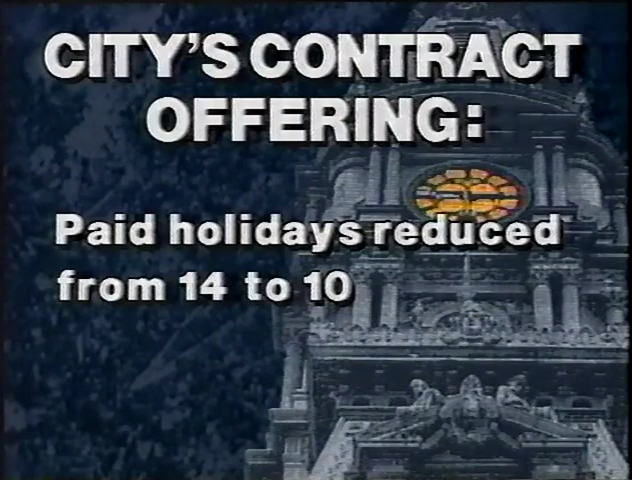 CITY'S CONTRACT
OFFERING:
Paid holidays reduced
from 14 to 10